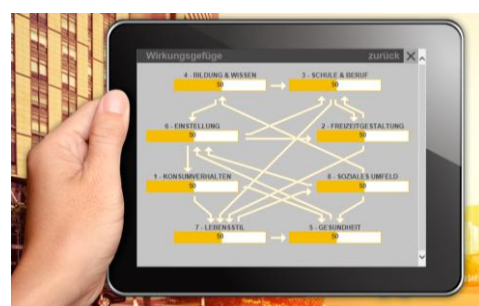 Wirkungsgefüge zurück
4 - BILDUNG & WISSEN 3 - SCHULE & BERUF
50 50
6 - EINSTELLUNG 2 - FREIZEITGESTALTUNG
50 50
1 - KONSUMVERHALTEN 8 - SOZIALES UMFELD
50 50
7 - LEBENSSTIL 5 - GESUNDHEIT
50 50